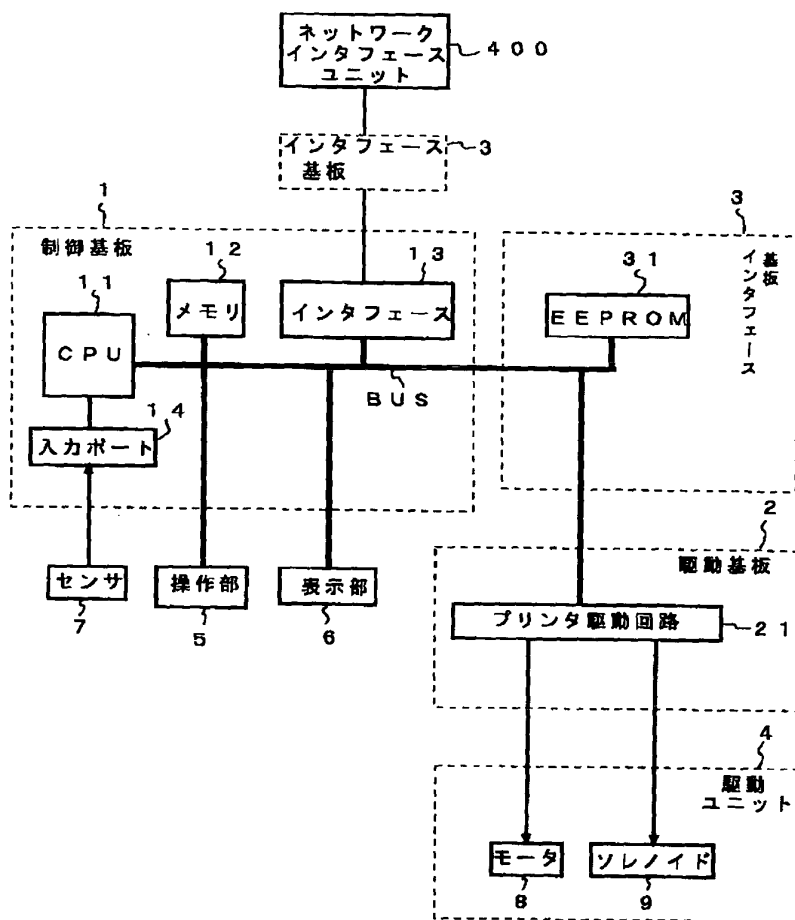 ネットワーク
インタフェース
ユニット
400
インタフェース
基板
3
1
制御基板
11
CPU
12
メモリ
13
インタフェース
3
基板
インタフェース
31
EEPROM
BUS
14
入力ポート
センサ
7
操作部
5
表示部
6
2
駆動基板
プリンタ駆動回路
21
4
駆動
ユニット
モータ
8
ソレノイド
9